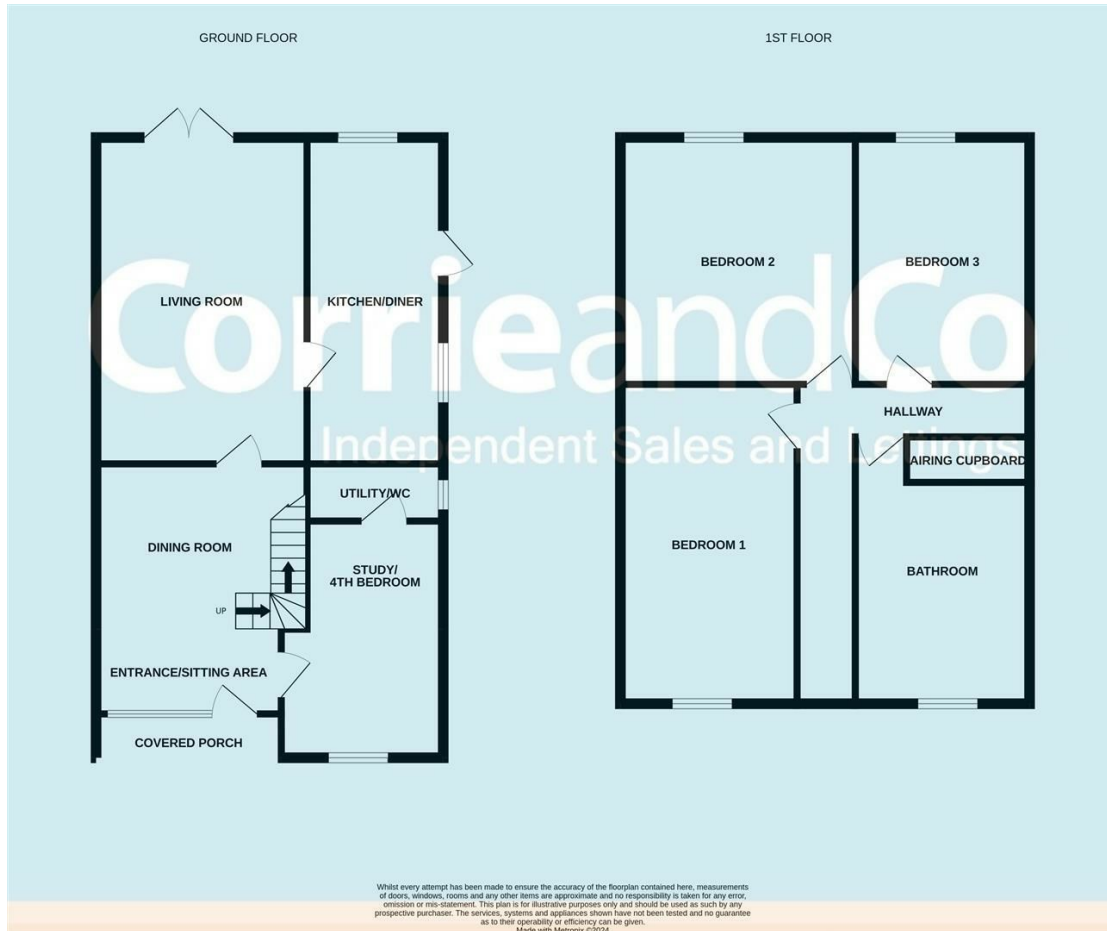 GROUND FLOOR
1ST FLOOR
LIVING ROOM
KITCHEN/DINER
UTILITY/WC
DINING ROOM
STUDY/
4TH BEDROOM
UP
ENTRANCE/SITTING AREA
COVERED PORCH
BEDROOM 2
BEDROOM 3
HALLWAY
AIRING CUPBOARD
BEDROOM 1
BATHROOM
CorrieandCo
Independent Sales and Lettings
Whilst every attempt has been made to ensure the accuracy of the floorplan contained here, measurements
of doors, windows, rooms and any other items are approximate and no responsibility is taken for any error,
omission or mis-statement. This plan is for illustrative purposes only and should be used as such by any
prospective purchaser. The services, systems and appliances shown have not been tested and no guarantee
as to their operability or efficiency can be given.
Made with Metropix ©2024